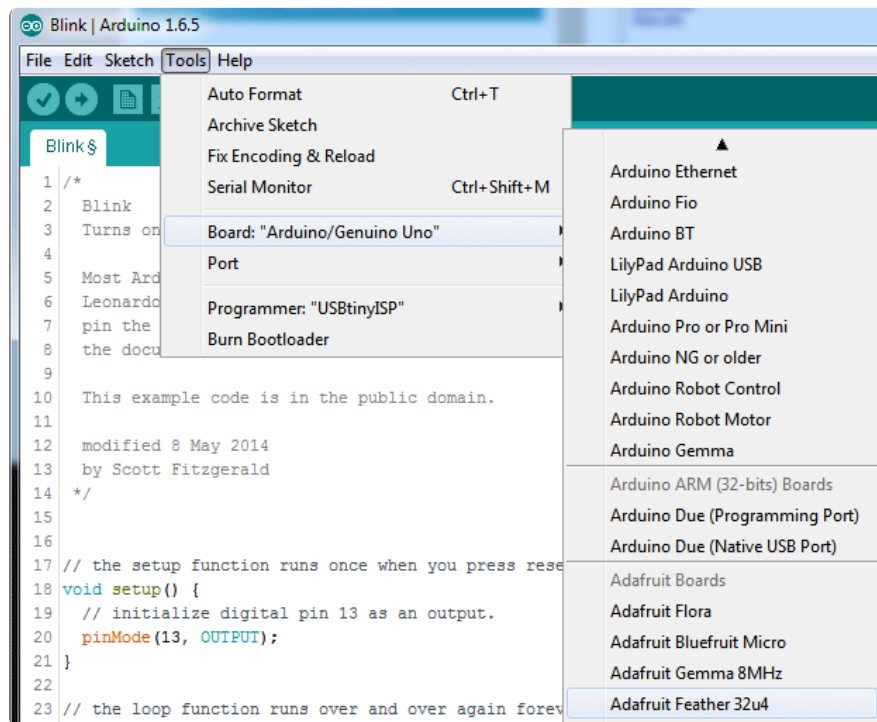 Blink | Arduino 1.6.5
File Edit Sketch Tools Help
Auto Format Ctrl+T
Archive Sketch
Fix Encoding & Reload
Serial Monitor Ctrl+Shift+M
Board: "Arduino/Genuino Uno"
Port
Programmer: "USBtinyISP"
Burn Bootloader
▲
Arduino Ethernet
Arduino Fio
Arduino BT
LilyPad Arduino USB
LilyPad Arduino
Arduino Pro or Pro Mini
Arduino NG or older
Arduino Robot Control
Arduino Robot Motor
Arduino Gemma
Arduino ARM (32-bits) Boards
Arduino Due (Programming Port)
Arduino Due (Native USB Port)
Adafruit Boards
Adafruit Flora
Adafruit Bluefruit Micro
Adafruit Gemma 8MHz
Adafruit Feather 32u4
Blink §
1 /*
2 Blink
3 Turns on
4
5 Most Ard
6 Leonardo
7 pin the
8 the docu
9
10 This example code is in the public domain.
11
12 modified 8 May 2014
13 by Scott Fitzgerald
14 */
15
16
17 // the setup function runs once when you press rese
18 void setup() {
19 // initialize digital pin 13 as an output.
20 pinMode(13, OUTPUT);
21 }
22
23 // the loop function runs over and over again forev